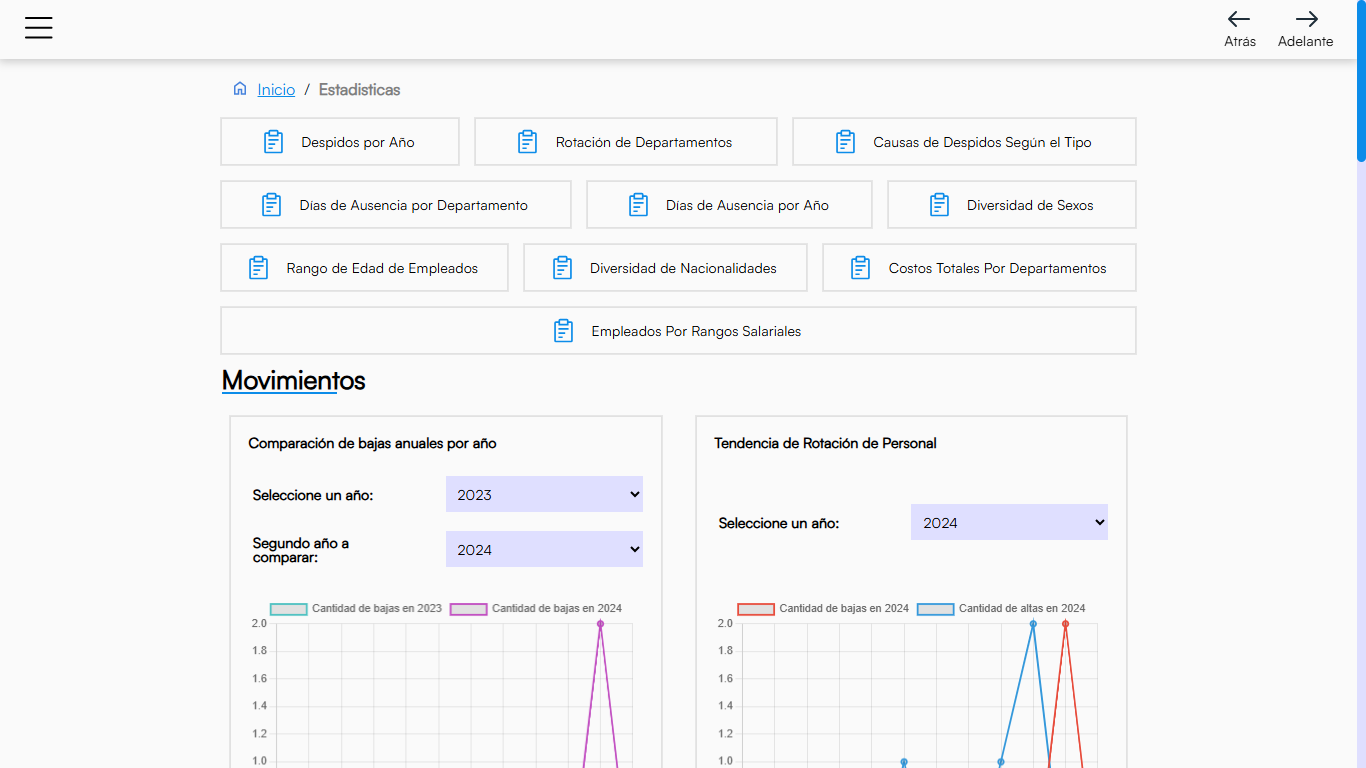 Atrás Adelante
Inicio / Estadisticas
Despidos por Año
Rotación de Departamentos
Causas de Despidos Según el Tipo
Días de Ausencia por Departamento
Días de Ausencia por Año
Diversidad de Sexos
Rango de Edad de Empleados
Diversidad de Nacionalidades
Costos Totales Por Departamentos
Empleados Por Rangos Salariales
Movimientos
Comparación de bajas anuales por año
Seleccione un año: 2023
Segundo año a
comparar: 2024
Cantidad de bajas en 2023 Cantidad de bajas en 2024
2.0
1.8
1.6
1.4
1.2
1.0
Tendencia de Rotación de Personal
Seleccione un año: 2024
Cantidad de bajas en 2024 Cantidad de altas en 2024
2.0
1.8
1.6
1.4
1.2
1.0